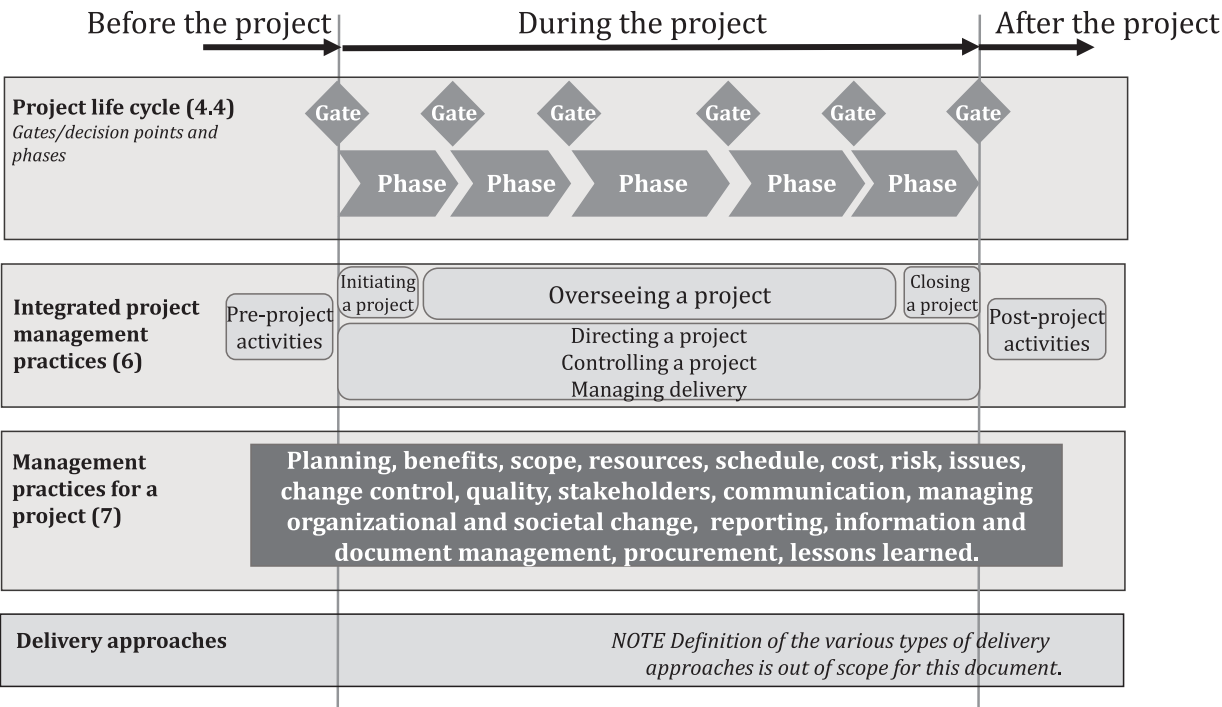 Before the project
During the project
After the project
Project life cycle (4.4)
Gates/decision points and
phases
Gate
Gate
Gate
Gate
Gate
Gate
Phase
Phase
Phase
Phase
Phase
Integrated project
management
practices (6)
Pre-project
activities
Initiating
a project
Overseeing a project
Closing
a project
Directing a project
Controlling a project
Managing delivery
Post-project
activities
Management
practices for a
project (7)
Planning, benefits, scope, resources, schedule, cost, risk, issues,
change control, quality, stakeholders, communication, managing
organizational and societal change, reporting, information and
document management, procurement, lessons learned.
Delivery approaches
NOTE Definition of the various types of delivery
approaches is out of scope for this document.